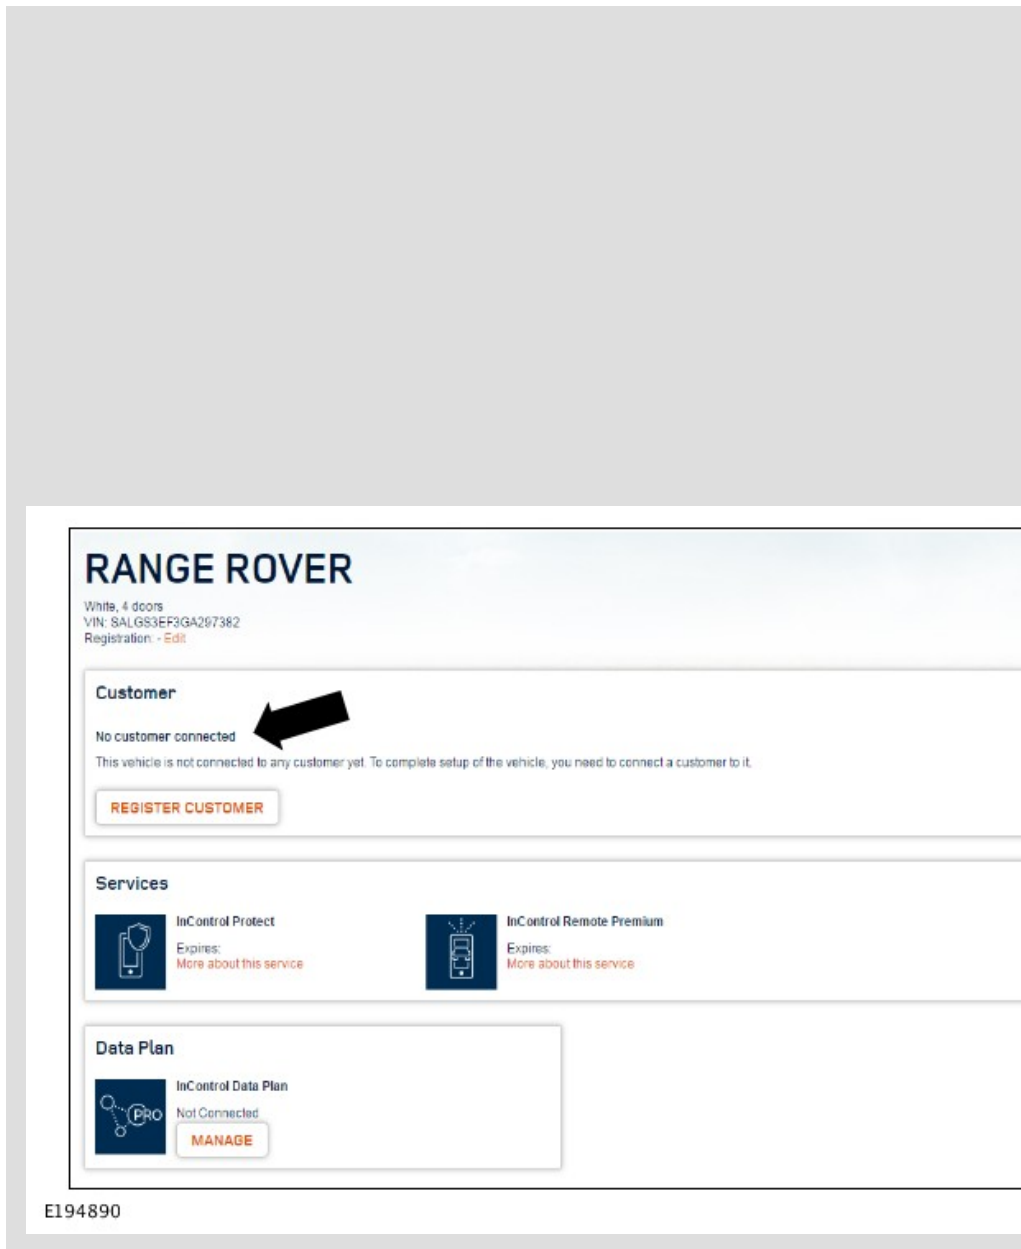 RANGE ROVER
White, 4 doors
VIN: SALGS3EF3GA297382
Registration: - Edit
Customer
No customer connected
This vehicle is not connected to any customer yet. To complete setup of the vehicle, you need to connect a customer to it.
REGISTER CUSTOMER
Services
InControl Protect
Expires:
More about this service
InControl Remote Premium
Expires:
More about this service
Data Plan
InControl Data Plan
PRO
Not Connected
MANAGE
E194890